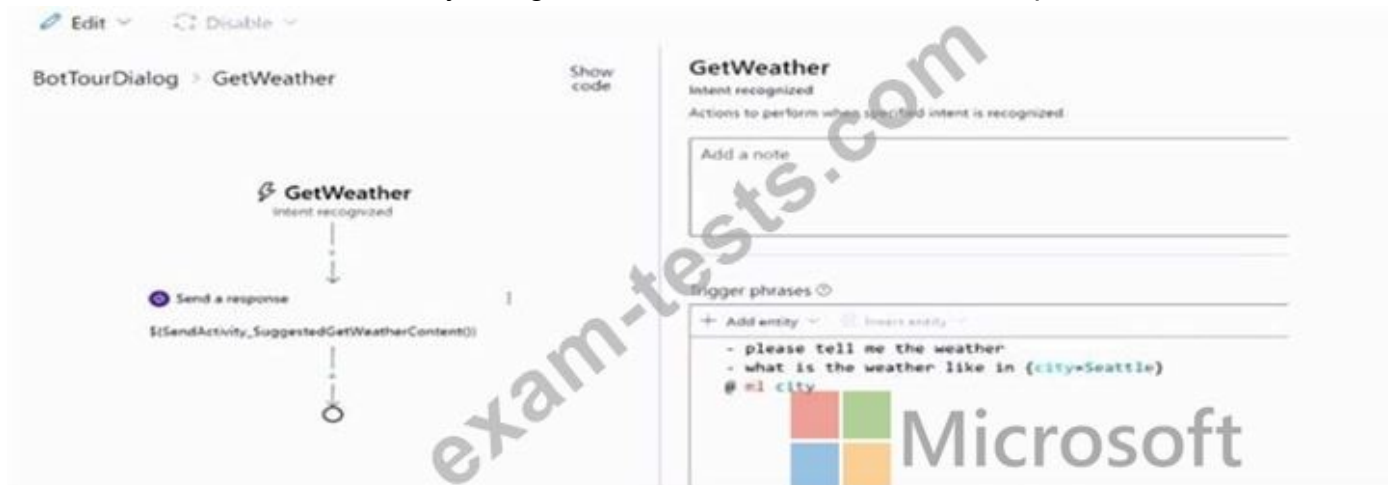 Edit Disable
BotTourDialog > GetWeather
Show
code
GetWeather
Intent recognized
Send a response
${SendActivity_SuggestedGetWeatherContent()}
GetWeather
Intent recognized
Actions to perform when specified intent is recognized
Add a note
Trigger phrases
+ Add entity Insert entity
- please tell me the weather
- what is the weather like in {city=Seattle}
@ ml city
exam-tests.com
Microsoft